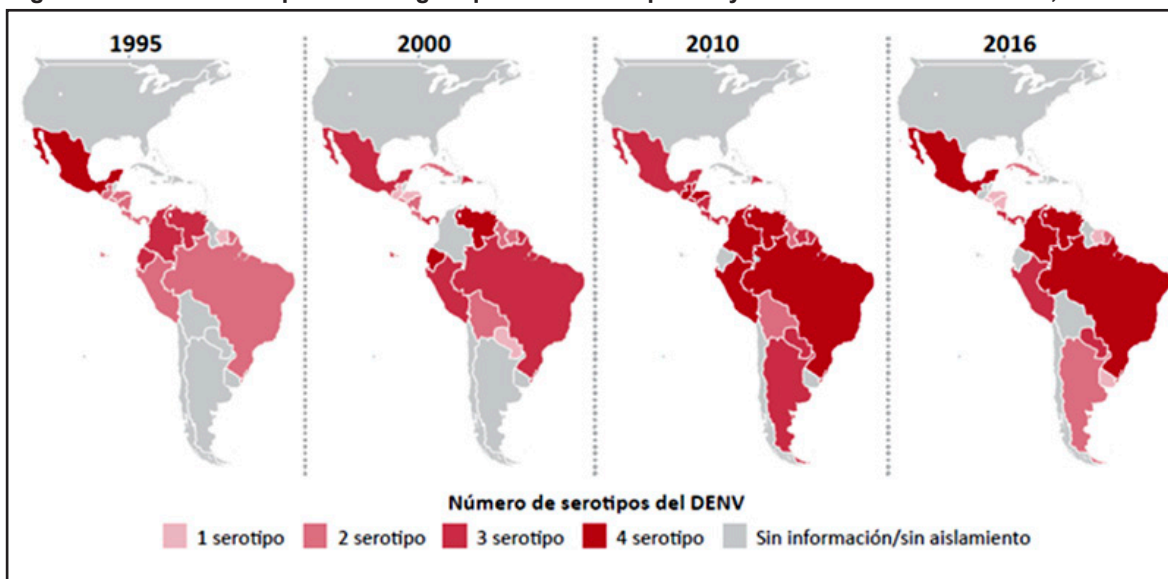 1995 2000 2010 2016
Número de serotipos del DENV
1 serotipo 2 serotipo 3 serotipo 4 serotipo Sin información/sin aislamiento